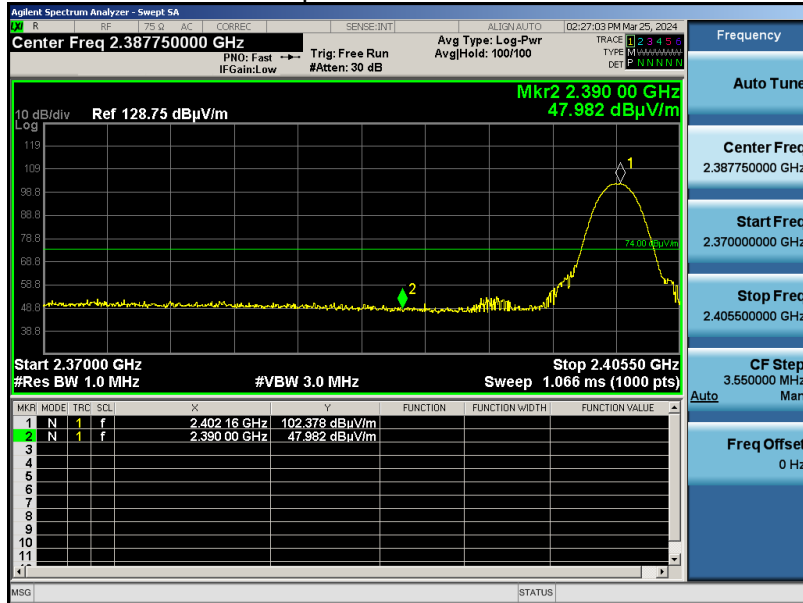 Agilent Spectrum Analyzer - Swept SA
LXI R RF 75 Ω AC CORREC SENSE:INT ALIGN AUTO 02:27:03 PM Mar 25, 2024
Center Freq 2.387750000 GHz
PNO: Fast
IFGain:Low
Trig: Free Run
#Atten: 30 dB
Avg Type: Log-Pwr
Avg|Hold: 100/100
TRACE 1 2 3 4 5 6
TYPE M
DET P N N N N N
Mkr2 2.390 00 GHz
47.982 dBµV/m
10 dB/div Ref 128.75 dBµV/m
Log
119
109
98.8
88.8
78.8
68.8
58.8
48.8
38.8
1
2
74.00 dBµV/m
Start 2.37000 GHz Stop 2.40550 GHz
#Res BW 1.0 MHz #VBW 3.0 MHz Sweep 1.066 ms (1000 pts)
MKR MODE TRC SCL X Y FUNCTION FUNCTION WIDTH FUNCTION VALUE
1 N 1 f 2.402 16 GHz 102.378 dBµV/m
2 N 1 f 2.390 00 GHz 47.982 dBµV/m
3
4
5
6
7
8
9
10
11
MSG STATUS
Frequency
Auto Tune
Center Freq
2.387750000 GHz
Start Freq
2.370000000 GHz
Stop Freq
2.405500000 GHz
CF Step
3.550000 MHz
Auto Man
Freq Offset
0 Hz